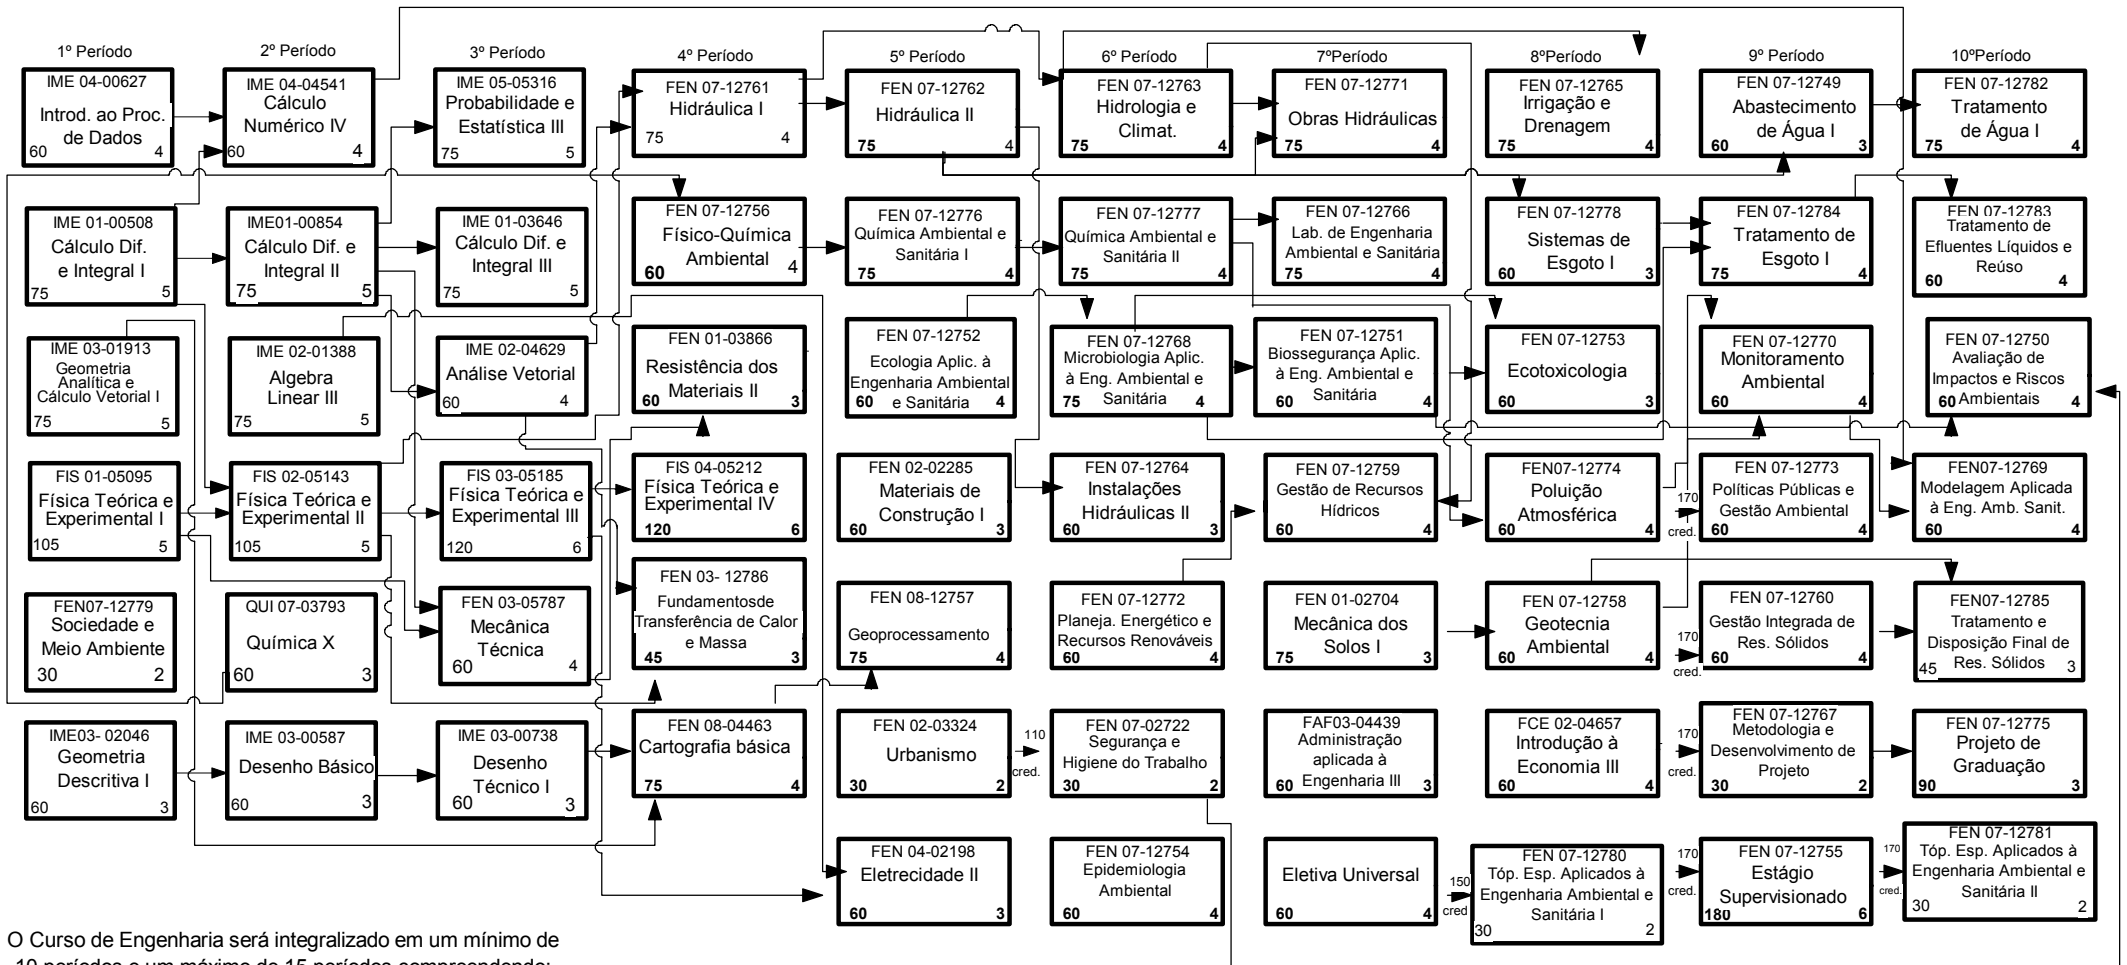 1º Período
2º Período
3º Período
4º Período
5º Período
6º Período
7ºPeríodo
8ºPeríodo
9º Período
10ºPeríodo
IME 04-00627
Introd. ao Proc.
de Dados
60 4
IME 04-04541
Cálculo
Numérico IV
60 4
IME 05-05316
Probabilidade e
Estatística III
75 5
FEN 07-12761
Hidráulica I
75 4
FEN 07-12762
Hidráulica II
75 4
FEN 07-12763
Hidrologia e
Climat.
75 4
FEN 07-12771
Obras Hidráulicas
75 4
FEN 07-12765
Irrigação e
Drenagem
75 4
FEN 07-12749
Abastecimento
de Água I
60 3
FEN 07-12782
Tratamento
de Água I
75 4
IME 01-00508
Cálculo Dif.
e Integral I
75 5
IME01-00854
Cálculo Dif. e
Integral II
75 5
IME 01-03646
Cálculo Dif. e
Integral III
75 5
FEN 07-12756
Físico-Química
Ambiental
60 4
FEN 07-12776
Química Ambiental e
Sanitária I
75 4
FEN 07-12777
Química Ambiental e
Sanitária II
75 4
FEN 07-12766
Lab. de Engenharia
Ambiental e Sanitária
75 4
FEN 07-12778
Sistemas de
Esgoto I
60 3
FEN 07-12784
Tratamento de
Esgoto I
75 4
FEN 07-12783
Tratamento de
Efluentes Líquidos e
Reúso
60 4
IME 03-01913
Geometria
Analítica e
Cálculo Vetorial I
75 5
IME 02-01388
Algebra
Linear III
75 5
IME 02-04629
Análise Vetorial
60 4
FEN 01-03866
Resistência dos
Materiais II
60 3
FEN 07-12752
Ecologia Aplic. à
Engenharia Ambiental
e Sanitária
60 4
FEN 07-12768
Microbiologia Aplic.
à Eng. Ambiental e
Sanitária
75 4
FEN 07-12751
Biossegurança Aplic.
à Eng. Ambiental e
Sanitária
60 4
FEN 07-12753
Ecotoxicologia
60 3
FEN 07-12770
Monitoramento
Ambiental
60 4
FEN 07-12750
Avaliação de
Impactos e Riscos
Ambientais
60 4
FIS 01-05095
Física Teórica e
Experimental I
105 5
FIS 02-05143
Física Teórica e
Experimental II
105 5
FIS 03-05185
Física Teórica e
Experimental III
120 6
FIS 04-05212
Física Teórica e
Experimental IV
120 6
FEN 02-02285
Materiais de
Construção I
60 3
FEN 07-12764
Instalações
Hidráulicas II
60 3
FEN 07-12759
Gestão de Recursos
Hídricos
60 4
FEN07-12774
Poluição
Atmosférica
60 4
170
cred.
FEN 07-12773
Políticas Públicas e
Gestão Ambiental
60 4
FEN07-12769
Modelagem Aplicada
à Eng. Amb. Sanit.
60 4
FEN07-12779
Sociedade e
Meio Ambiente
30 2
QUI 07-03793
Química X
60 3
FEN 03-05787
Mecânica
Técnica
60 4
FEN 03- 12786
Fundamentosde
Transferência de Calor
e Massa
45 3
FEN 08-12757
Geoprocessamento
75 4
FEN 07-12772
Planeja. Energético e
Recursos Renováveis
60 4
FEN 01-02704
Mecânica dos
Solos I
75 3
FEN 07-12758
Geotecnia
Ambiental
60 4
170
cred.
FEN 07-12760
Gestão Integrada de
Res. Sólidos
60 4
FEN07-12785
Tratamento e
Disposição Final de
Res. Sólidos
45 3
IME03- 02046
Geometria
Descritiva I
60 3
IME 03-00587
Desenho Básico
60 3
IME 03-00738
Desenho
Técnico I
60 3
FEN 08-04463
Cartografia básica
75 4
FEN 02-03324
Urbanismo
30 2
110
cred.
FEN 07-02722
Segurança e
Higiene do Trabalho
30 2
FAF03-04439
Administração
aplicada à
Engenharia III
60 3
FCE 02-04657
Introdução à
Economia III
60 4
170
cred.
FEN 07-12767
Metodologia e
Desenvolvimento de
Projeto
30 2
FEN 07-12775
Projeto de
Graduação
90 3
FEN 04-02198
Eletrecidade II
60 3
FEN 07-12754
Epidemiologia
Ambiental
60 4
Eletiva Universal
60 4
150
cred
FEN 07-12780
Tóp. Esp. Aplicados à
Engenharia Ambiental e
Sanitária I
30 2
170
cred.
FEN 07-12755
Estágio
Supervisionado
180 6
170
cred.
FEN 07-12781
Tóp. Esp. Aplicados à
Engenharia Ambiental e
Sanitária II
30 2
O Curso de Engenharia será integralizado em um mínimo de
10 períodos e um máximo de 15 períodos compreendendo: